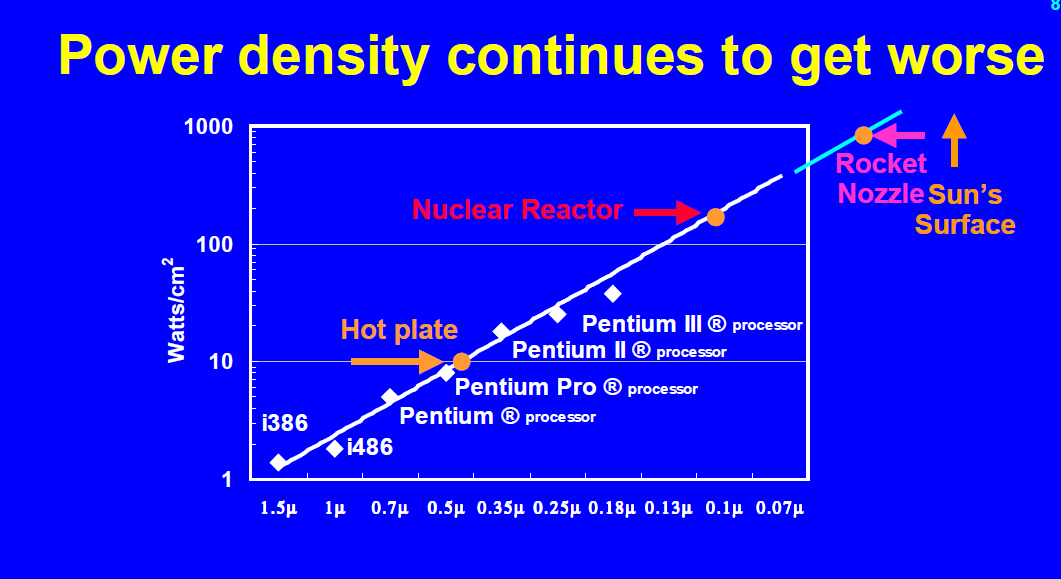 8
Power density continues to get worse
1000
100
10
1
Watts/cm²
Rocket
Nozzle
Sun's
Surface
Nuclear Reactor
Hot plate
Pentium III ® processor
Pentium II ® processor
Pentium Pro ® processor
Pentium ® processor
i386
i486
1.5μ 1μ 0.7μ 0.5μ 0.35μ 0.25μ 0.18μ 0.13μ 0.1μ 0.07μ